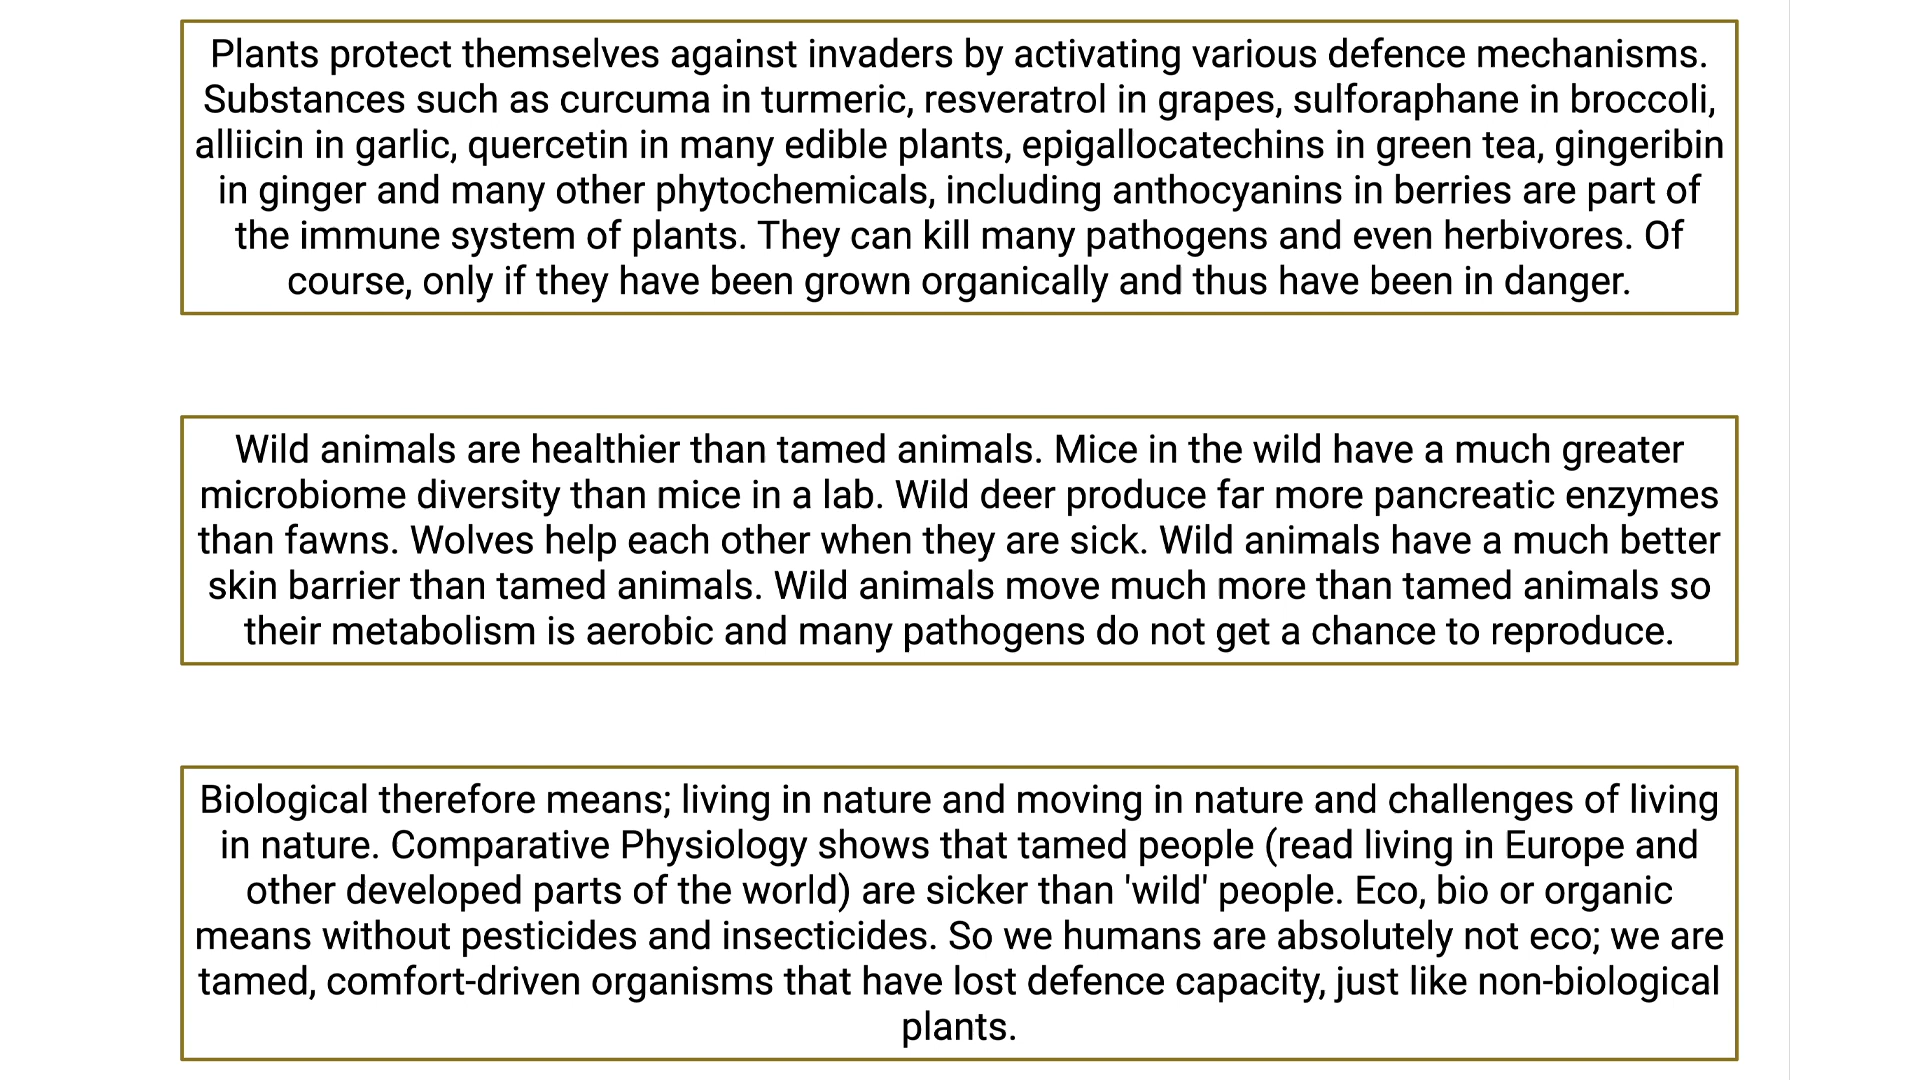 Plants protect themselves against invaders by activating various defence mechanisms.
Substances such as curcuma in turmeric, resveratrol in grapes, sulforaphane in broccoli,
alliicin in garlic, quercetin in many edible plants, epigallocatechins in green tea, gingeribin
in ginger and many other phytochemicals, including anthocyanins in berries are part of
the immune system of plants. They can kill many pathogens and even herbivores. Of
course, only if they have been grown organically and thus have been in danger.
Wild animals are healthier than tamed animals. Mice in the wild have a much greater
microbiome diversity than mice in a lab. Wild deer produce far more pancreatic enzymes
than fawns. Wolves help each other when they are sick. Wild animals have a much better
skin barrier than tamed animals. Wild animals move much more than tamed animals so
their metabolism is aerobic and many pathogens do not get a chance to reproduce.
Biological therefore means; living in nature and moving in nature and challenges of living
in nature. Comparative Physiology shows that tamed people (read living in Europe and
other developed parts of the world) are sicker than 'wild' people. Eco, bio or organic
means without pesticides and insecticides. So we humans are absolutely not eco; we are
tamed, comfort-driven organisms that have lost defence capacity, just like non-biological
plants.